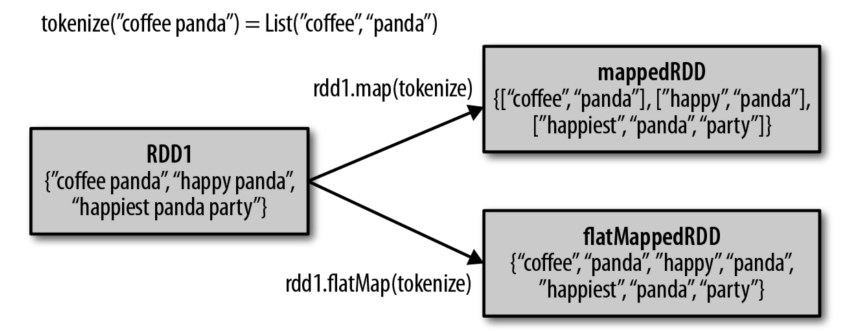 tokenize(”coffee panda”) = List(”coffee”,“panda”)
rdd1.map(tokenize)
mappedRDD
{[“coffee”,“panda”], [”happy”,“panda”],
[”happiest”,“panda”,“party”]}
RDD1
{”coffee panda”, “happy panda”,
“happiest panda party”}
rdd1.flatMap(tokenize)
flatMappedRDD
{“coffee”,“panda”, ”happy”,“panda”,
”happiest”,“panda”,“party”}